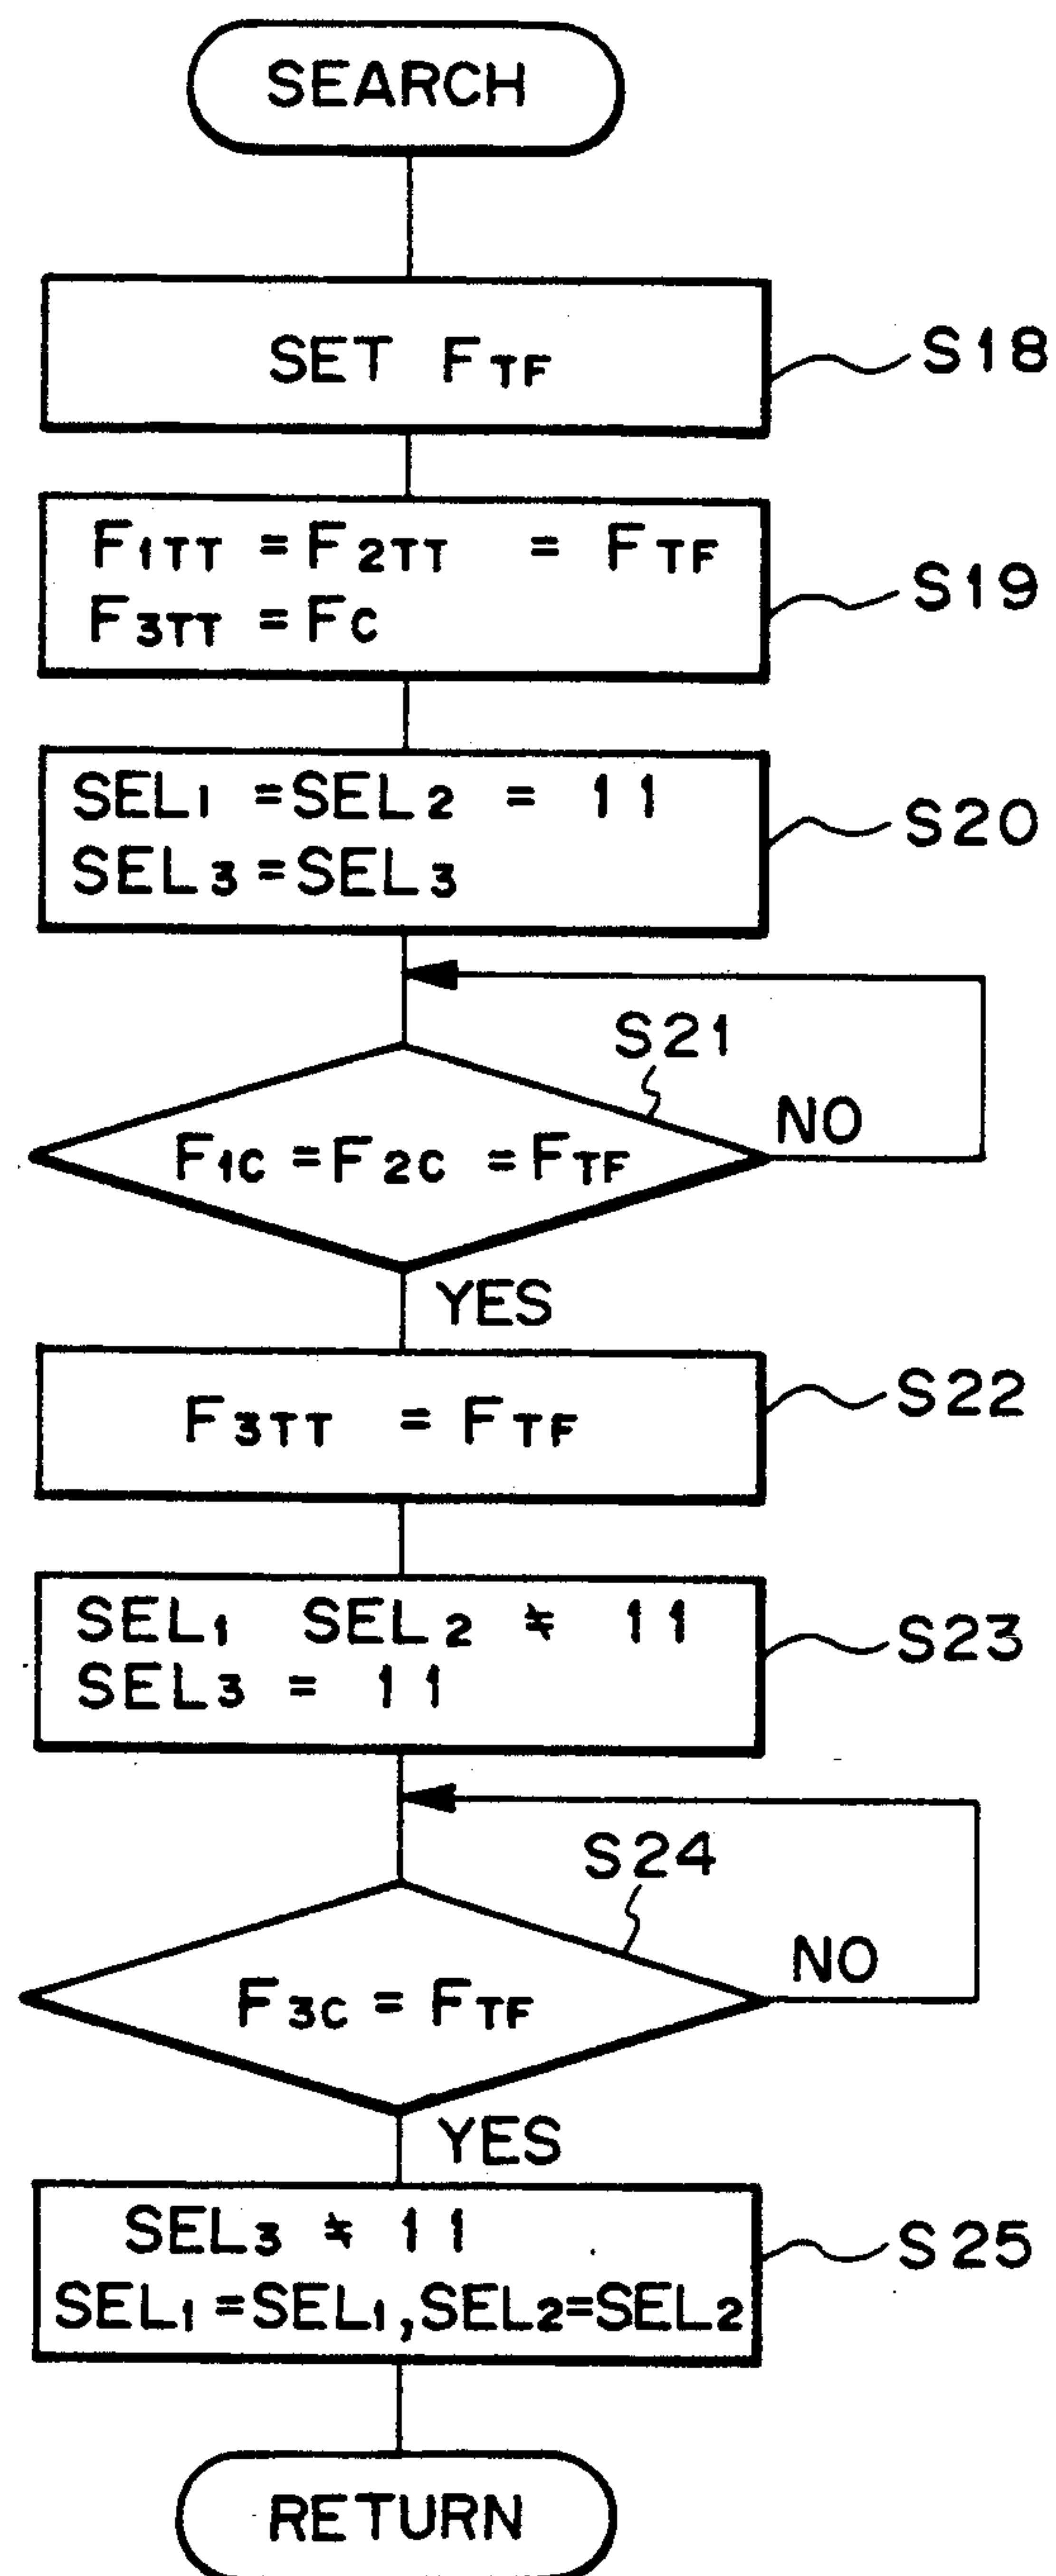 SEARCH
SET FTF
S18
F1TT = F2TT = FTF
F3TT = FC
S19
SEL1 = SEL2 = 11
SEL3 = SEL3
S20
S21
NO
F1C = F2C = FTF
YES
F3TT = FTF
S22
SEL1 SEL2 ≠ 11
SEL3 = 11
S23
S24
NO
F3C = FTF
YES
SEL3 ≠ 11
SEL1 = SEL1, SEL2 = SEL2
S25
RETURN